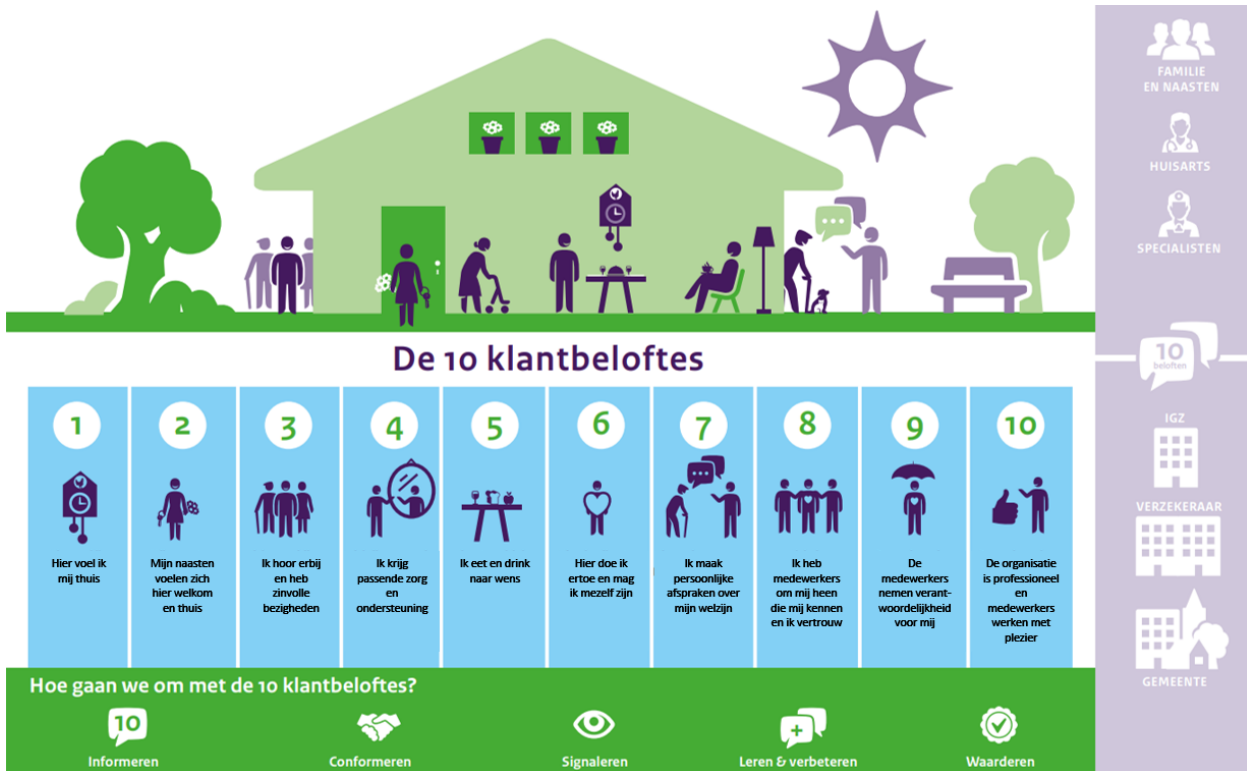 De 10 klantbeloftes
1
Hier voel ik
mij thuis
2
Mijn naasten
voelen zich
hier welkom
en thuis
3
Ik hoor erbij
en heb
zinvolle
bezigheden
4
Ik krijg
passende zorg
en
ondersteuning
5
Ik eet en drink
naar wens
6
Hier doe ik
ertoe en mag
ik mezelf zijn
7
Ik maak
persoonlijke
afspraken over
mijn welzijn
8
Ik heb
medewerkers
om mij heen
die mij kennen
en ik vertrouw
9
De
medewerkers
nemen verant-
woordelijkheid
voor mij
10
De organisatie
is professioneel
en
medewerkers
werken met
plezier
Hoe gaan we om met de 10 klantbeloftes?
10
Informeren
Conformeren
Signaleren
Leren & verbeteren
Waarderen
FAMILIE
EN NAASTEN
HUISARTS
SPECIALISTEN
10
beloften
IGZ
VERZEKERAAR
GEMEENTE